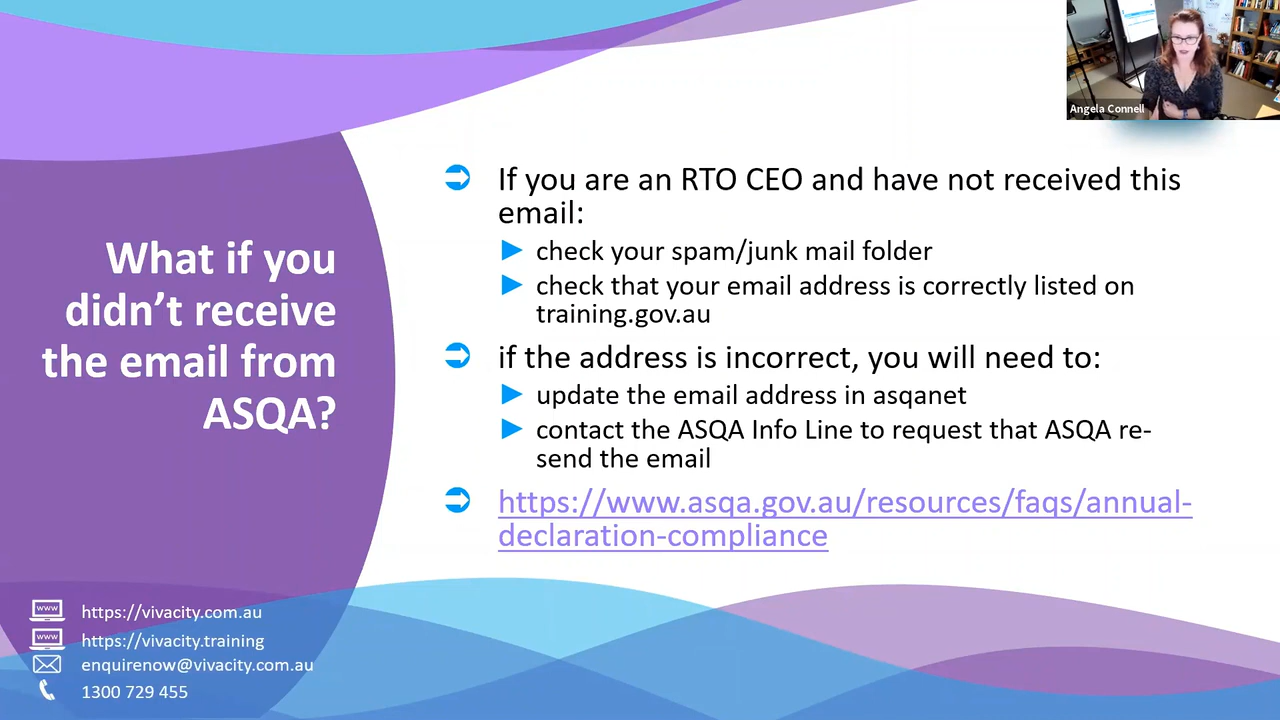 Angela Connell
What if you
didn’t receive
the email from
ASQA?
If you are an RTO CEO and have not received this
email:
check your spam/junk mail folder
check that your email address is correctly listed on
training.gov.au
if the address is incorrect, you will need to:
update the email address in asqanet
contact the ASQA Info Line to request that ASQA re-
send the email
https://www.asqa.gov.au/resources/faqs/annual-
declaration-compliance
www https://vivacity.com.au
www https://vivacity.training
enquirenow@vivacity.com.au
1300 729 455